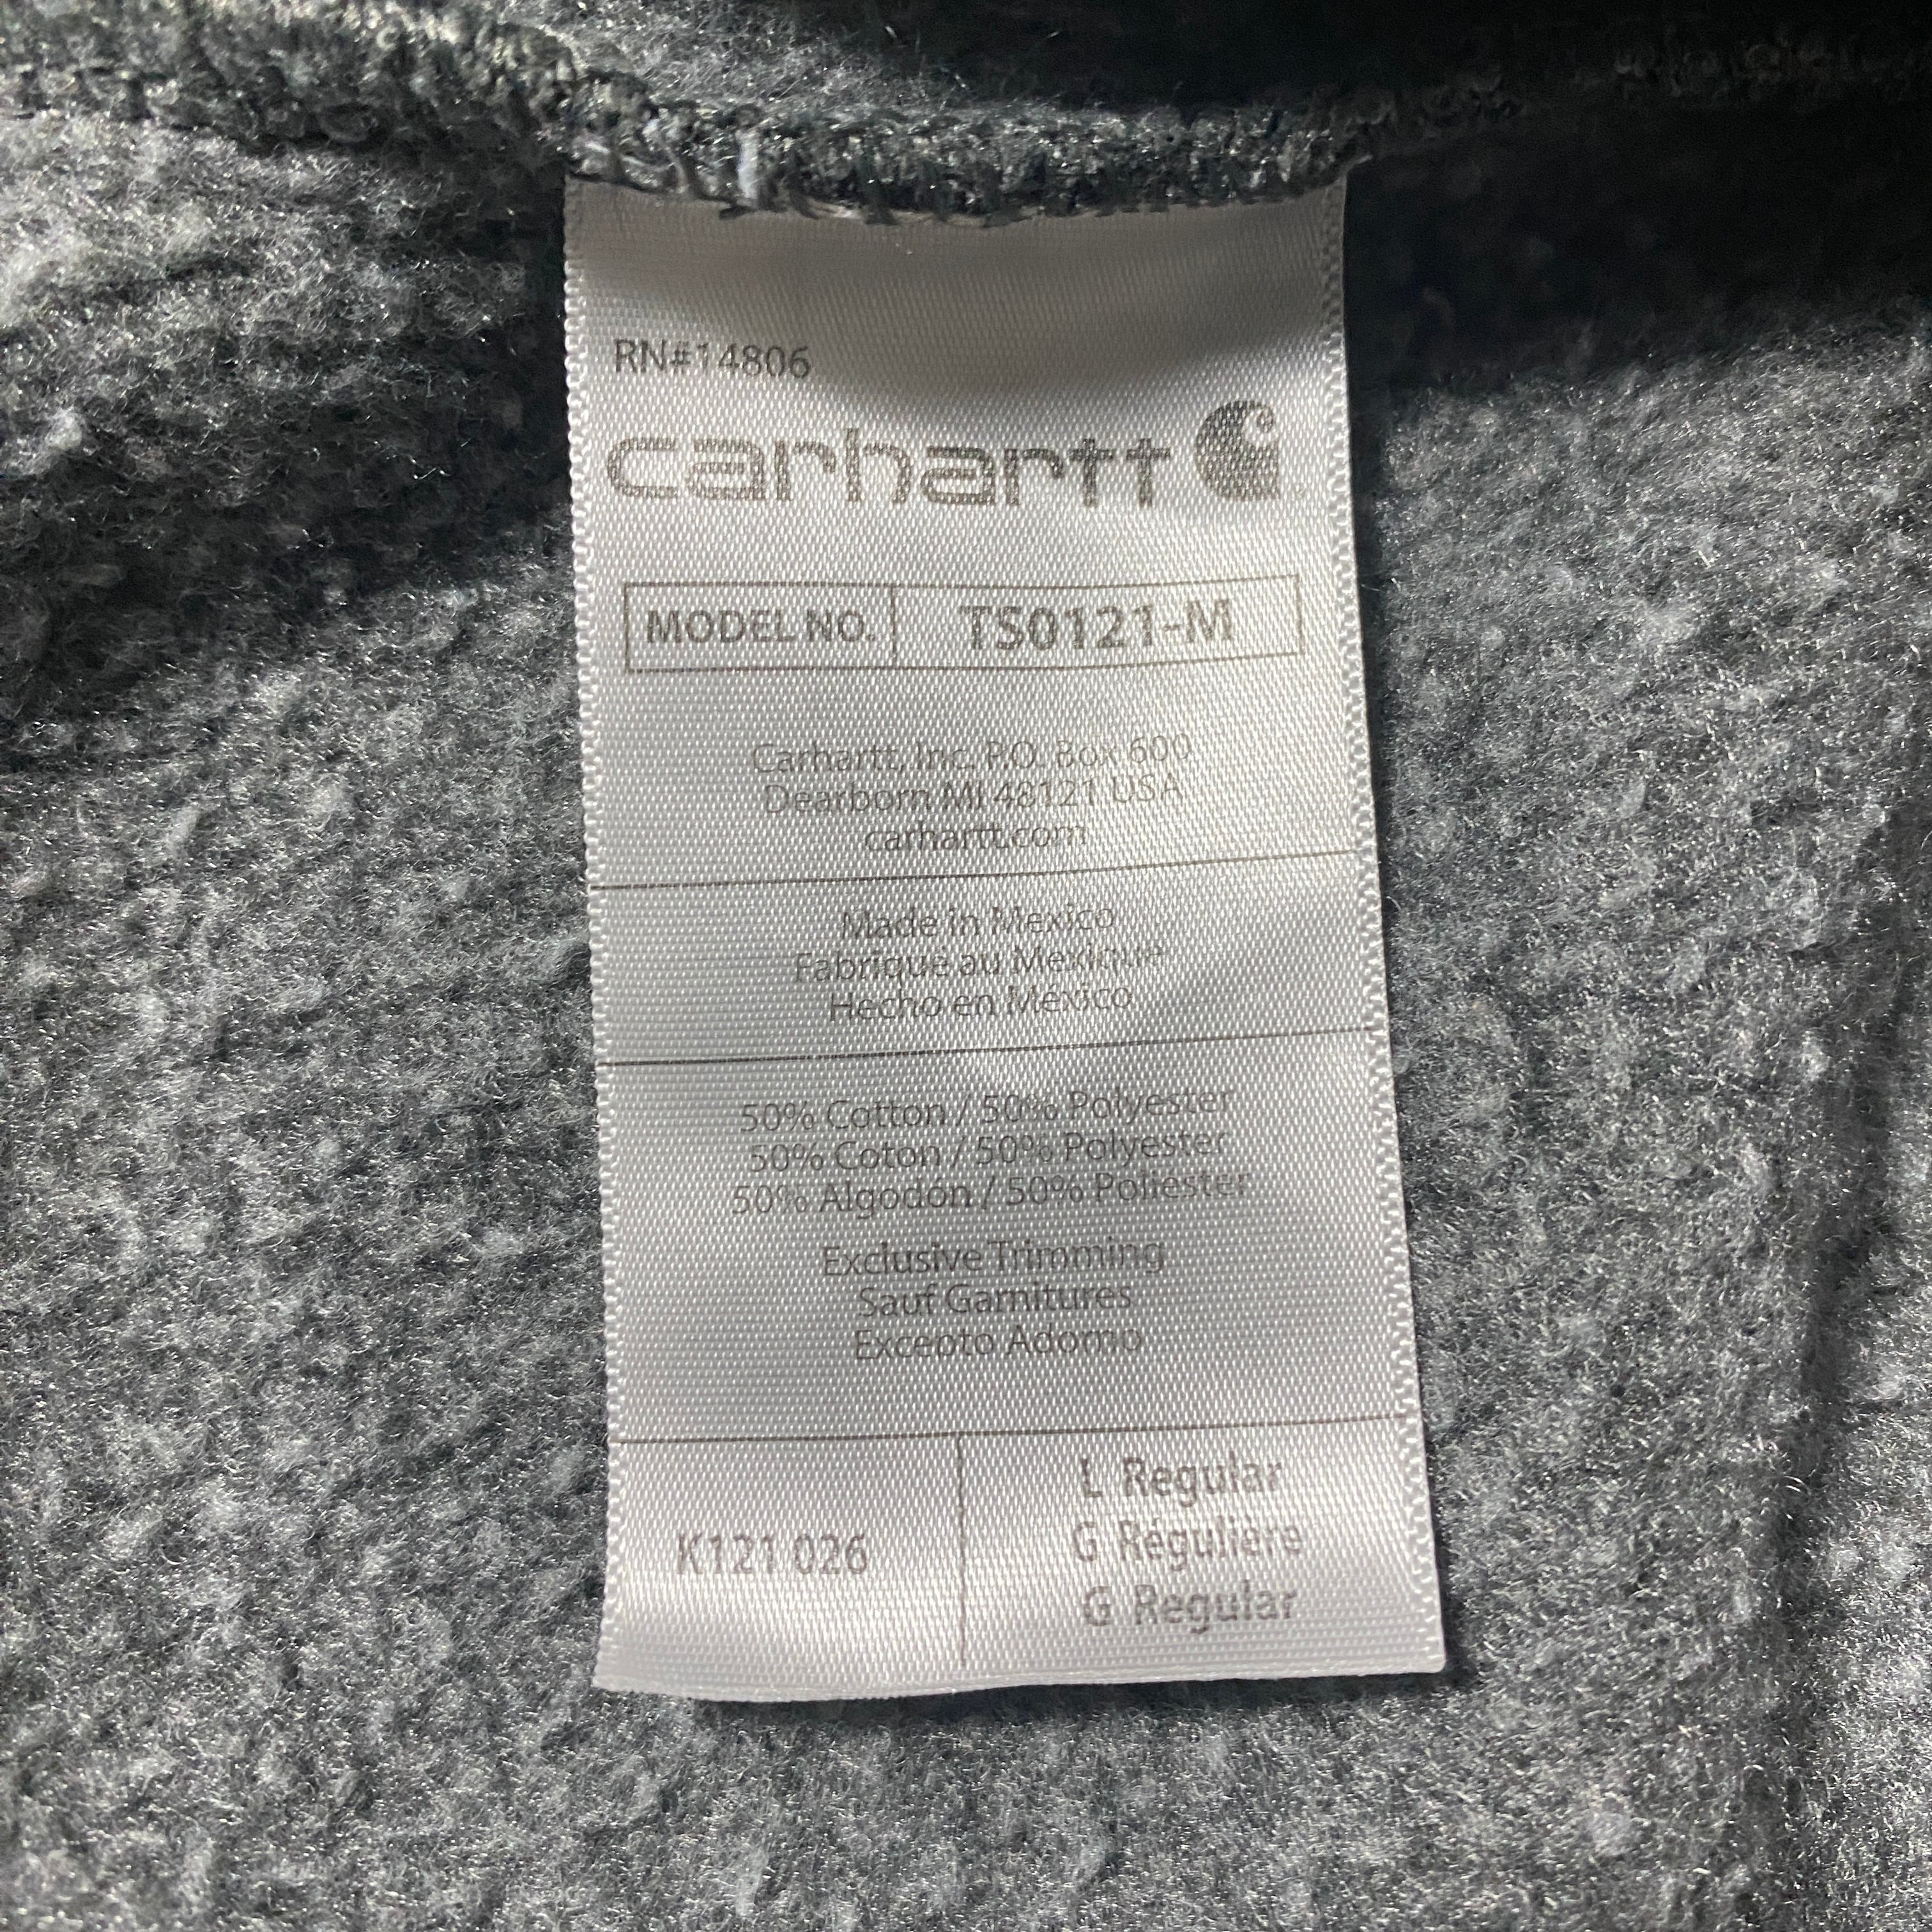 RN#14806
carhartt
MODEL NO. TS0121-M
Carhartt, Inc. P.O. Box 600
Dearborn MI 48121 USA
carhartt.com
Made in Mexico
Fabriqué au Mexique
Hecho en México
50% Cotton / 50% Polyester
50% Coton / 50% Polyester
50% Algodón / 50% Poliester
Exclusive Trimming
Sauf Garnitures
Excepto Adorno
K121 026
L Regular
G Régulière
G Regular